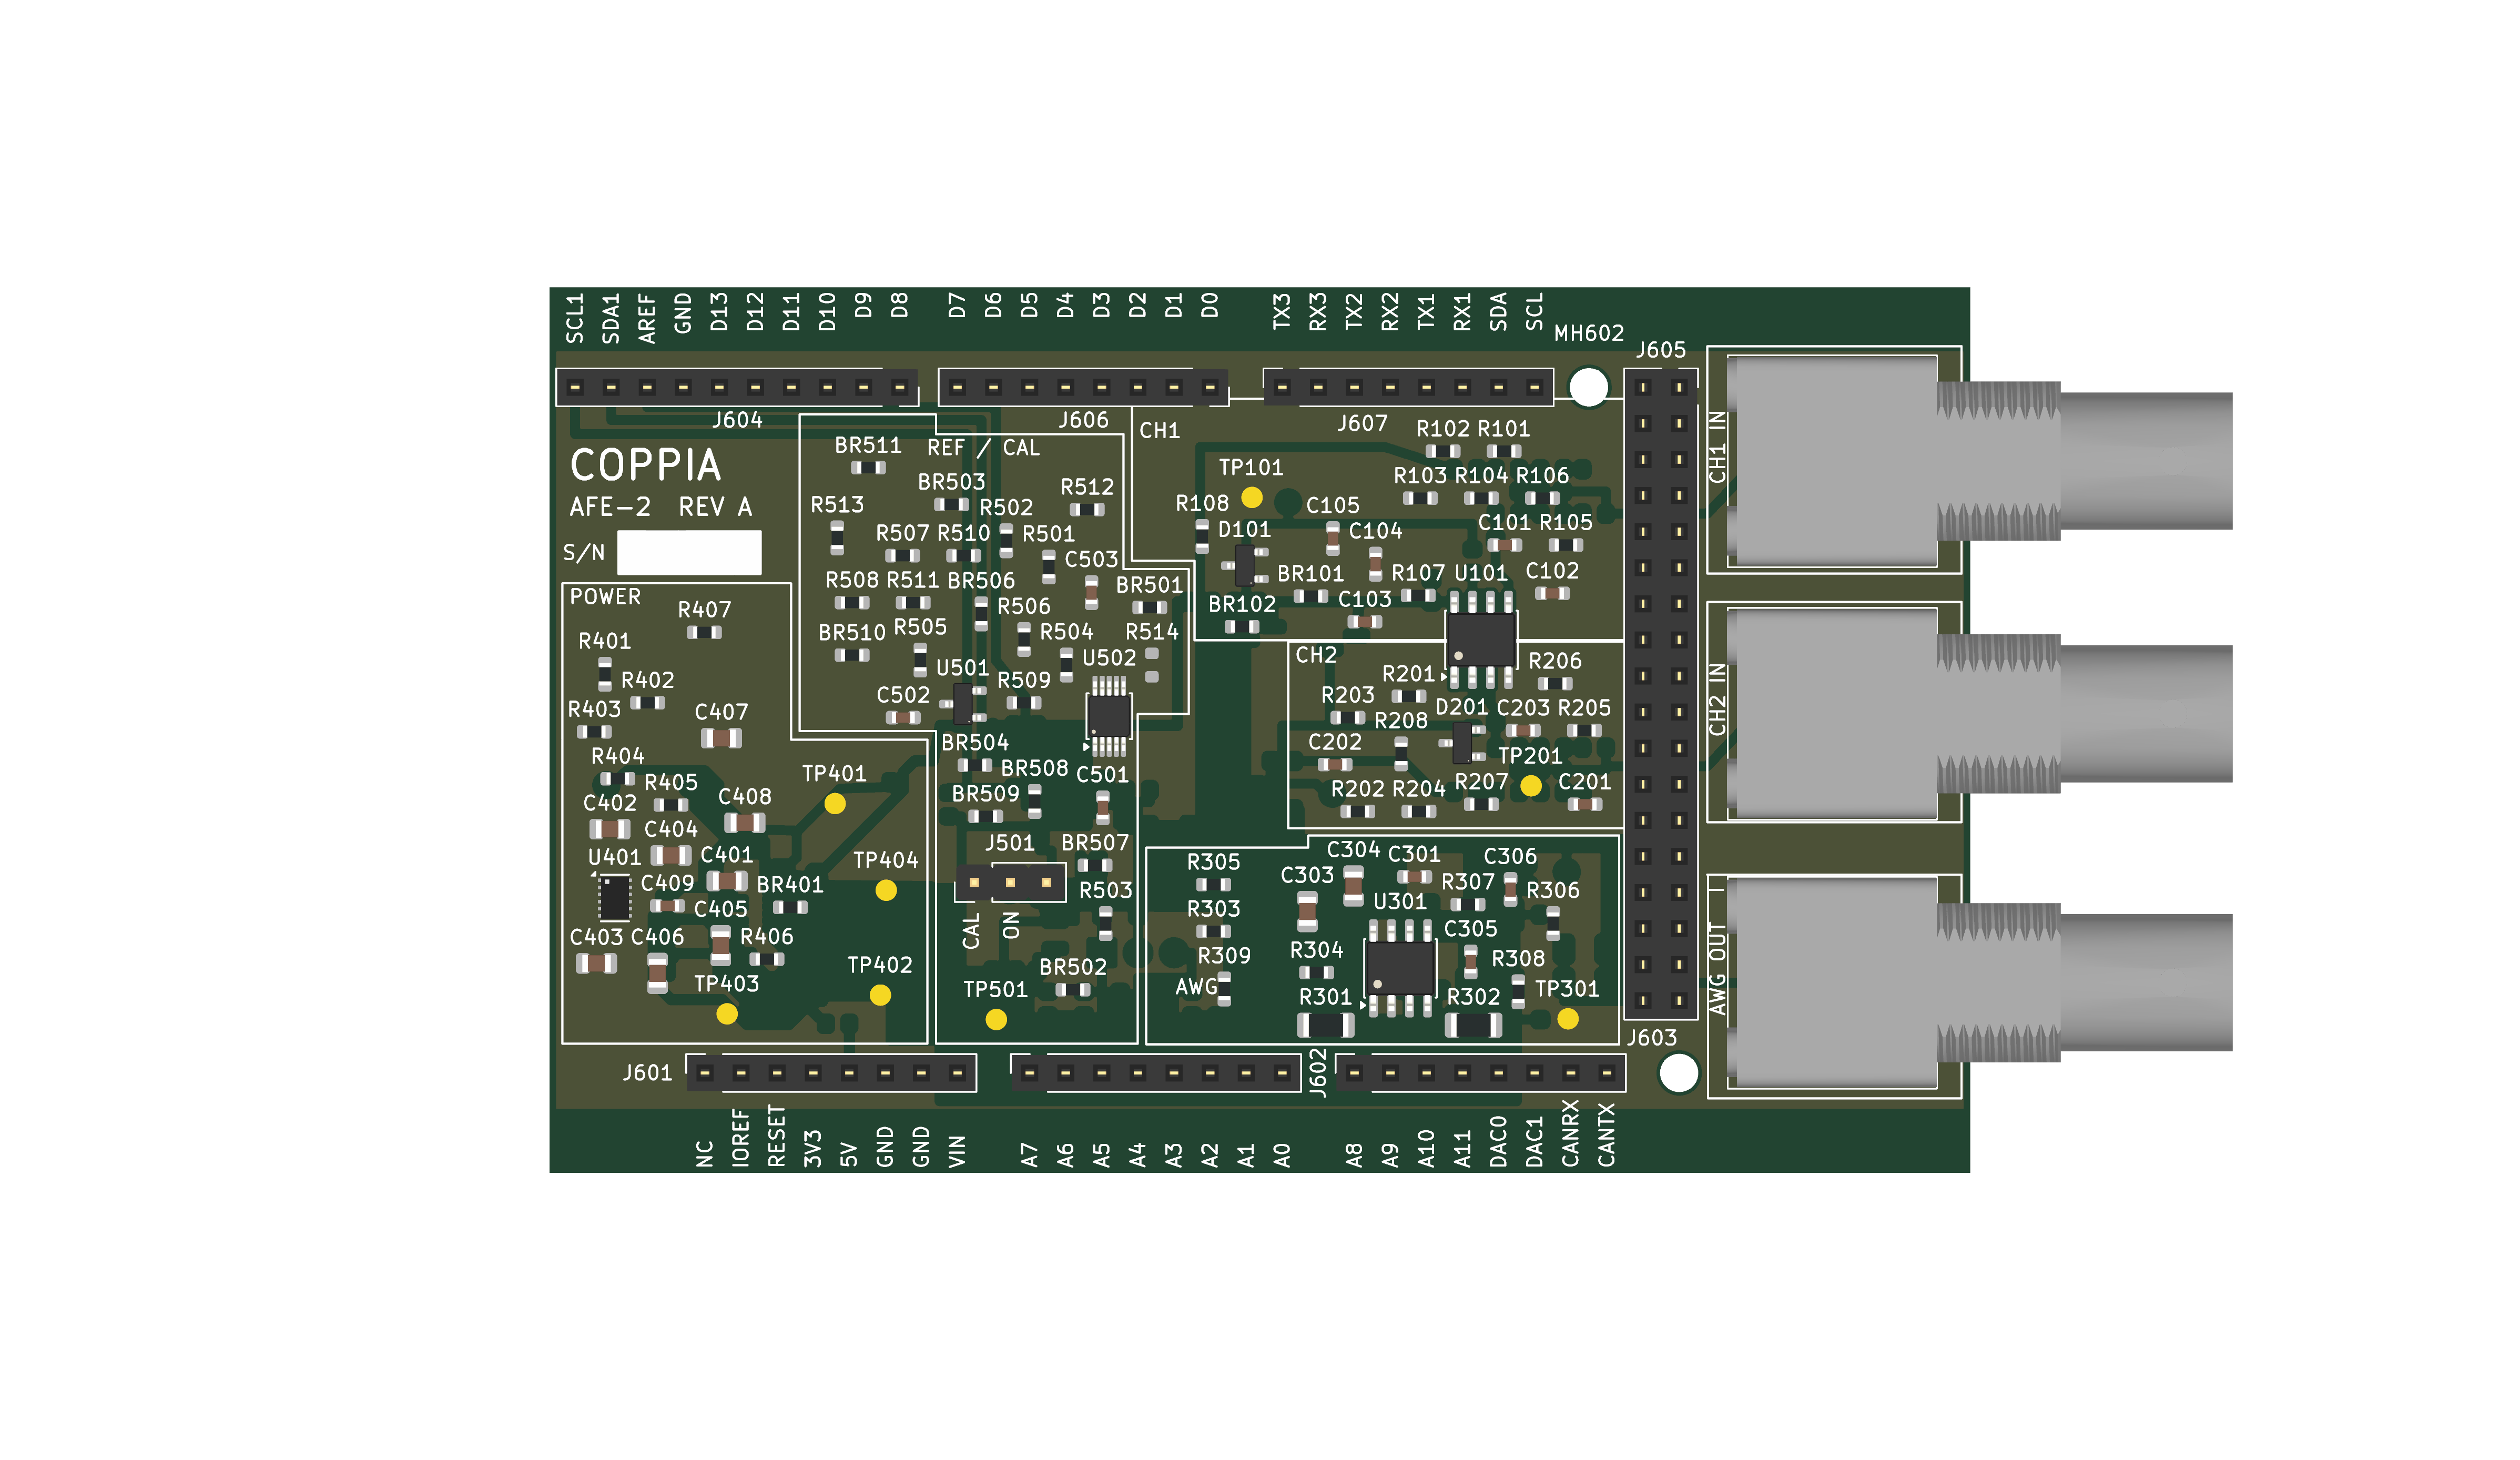 SCL1 SDA1 AREF GND D13 D12 D11 D10 D9 D8 D7 D6 D5 D4 D3 D2 D1 D0 TX3 RX3 TX2 RX2 TX1 RX1 SDA SCL
MH602
J605
J604 J606 J607
CH1
CH1 IN
COPPIA
AFE-2 REV A
S/N
BR511
REF / CAL
BR503
R513
R502
R512
R507 R510 R501
C503
R508 R511 BR506 BR501
R506
BR510 R505 R504 R514
U501 U502
C502 R509
BR504
BR508 C501
BR509
J501 BR507
R503
CAL ON
BR502
TP501
R102 R101
TP101
R103 R104 R106
R108 C105
D101 C104 C101 R105
BR101 R107 U101 C102
BR102 C103
CH2
CH2 IN
R206
R201
R203 D201 C203 R205
R208
C202 TP201
R202 R204 R207 C201
POWER
R407
R401
R402
R403 C407
R404
R405 TP401
C402 C408
C404
U401 C401 TP404
C409 BR401
C405
C403 C406 R406
TP402
TP403
C304 C301 C306
R305
C303 R307 R306
R303 U301
C305
R304
R309 R308
AWG
R301 R302 TP301
AWG OUT
J603
J601
J602
NC IOREF RESET 3V3 5V GND GND VIN A7 A6 A5 A4 A3 A2 A1 A0 A8 A9 A10 A11 DAC0 DAC1 CANRX CANTX